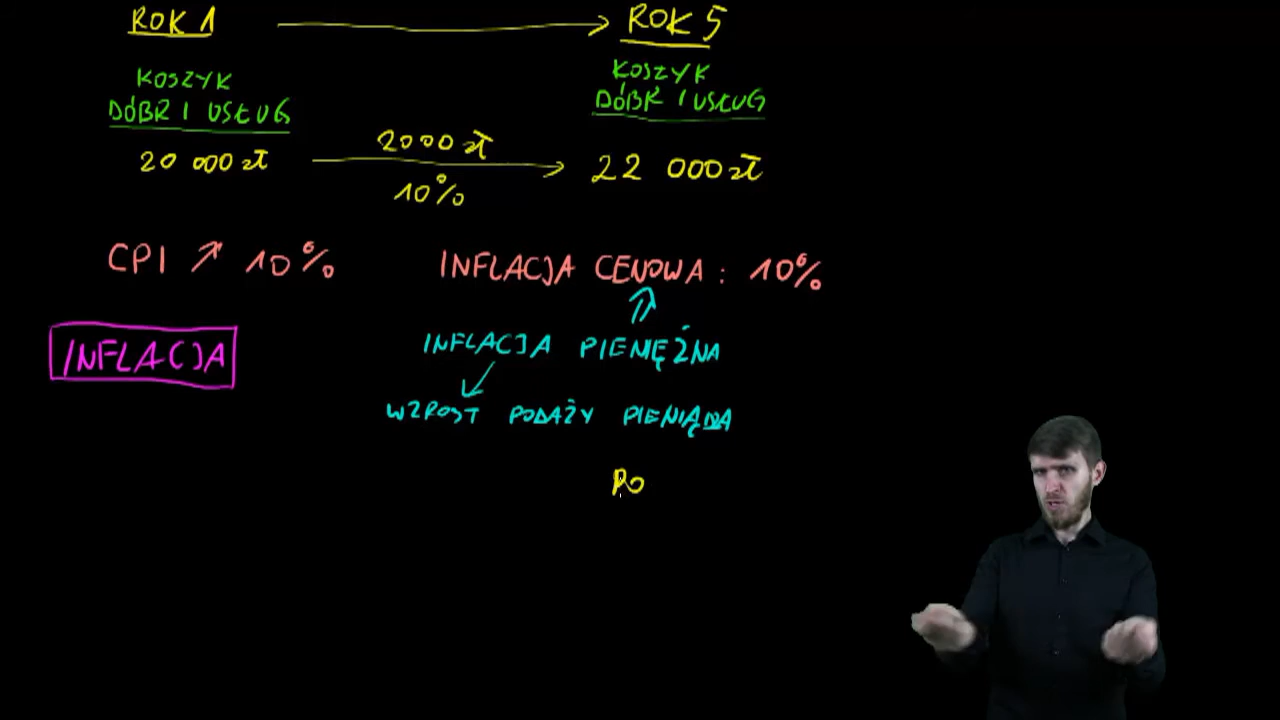 ROK 1
ROK 5
KOSZYK
DÓBR I USŁUG
KOSZYK
DÓBR I USŁUG
20 000 zł
2000 zł
10%
22 000 zł
CPI ↗ 10%
INFLACJA CENOWA : 10%
INFLACJA
INFLACJA PIENIĘŻNA
WZROST PODAŻY PIENIĄDZA
RO